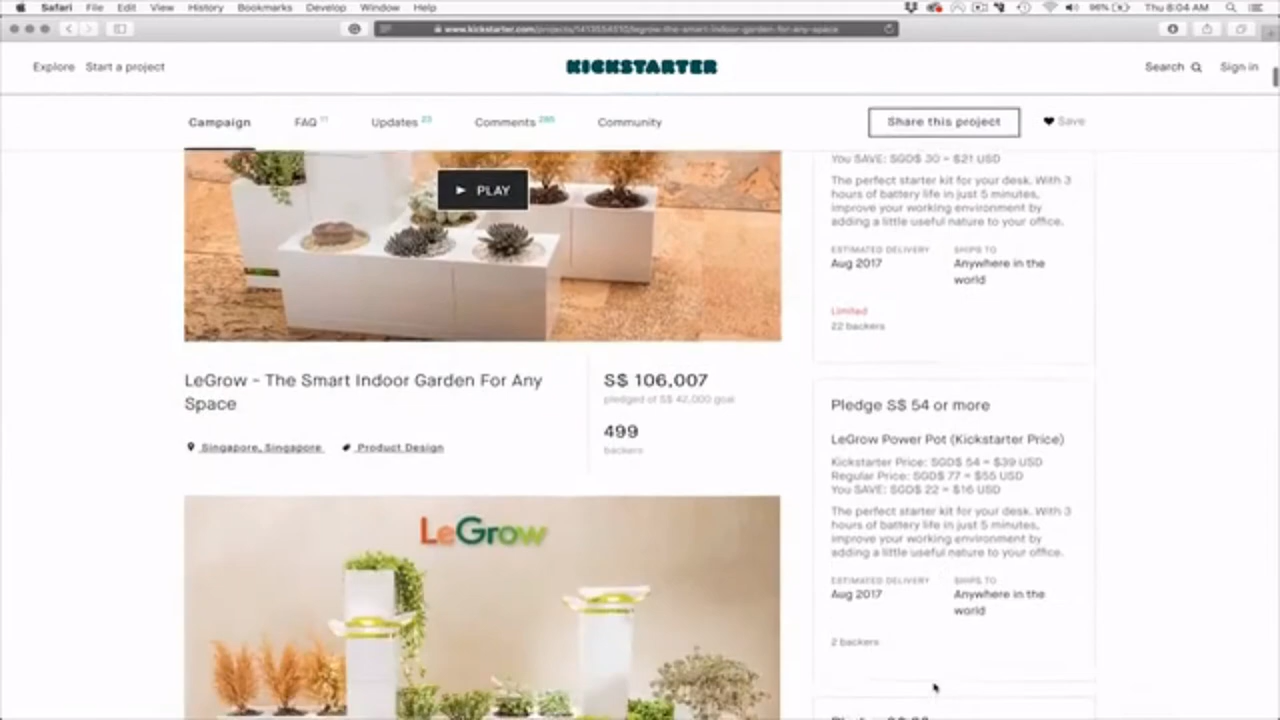 Safari File Edit View History Bookmarks Develop Window Help
96% Thu 8:04 AM
Explore Start a project
KICKSTARTER
Search Sign in
Campaign FAQ 11 Updates 23 Comments Community
Share this project Save
PLAY
You SAVE: SGD$ 30 = $21 USD
The perfect starter kit for your desk. With 3
hours of battery life in just 5 minutes,
improve your working environment by
adding a little useful nature to your office.
ESTIMATED DELIVERY SHIPS TO
Aug 2017 Anywhere in the
world
Limited
22 backers
LeGrow - The Smart Indoor Garden For Any
Space
Singapore, Singapore Product Design
S$ 106,007
pledged of S$ 42,000 goal
499
backers
LeGrow
Pledge S$ 54 or more
LeGrow Power Pot (Kickstarter Price)
Kickstarter Price: SGD$ 54 = $39 USD
Regular Price: SGD$ 77 = $55 USD
You SAVE: SGD$ 22 = $16 USD
The perfect starter kit for your desk. With 3
hours of battery life in just 5 minutes,
improve your working environment by
adding a little useful nature to your office.
ESTIMATED DELIVERY SHIPS TO
Aug 2017 Anywhere in the
world
2 backers